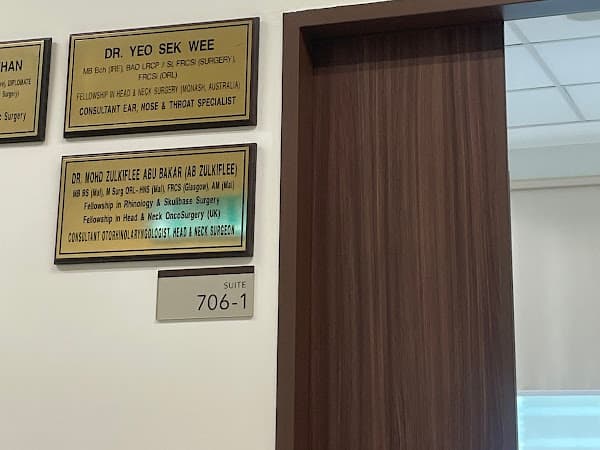 HAN
DIPLOMATE
Surgery)
Surgery
DR. YEO SEK WEE
MB Bch (IRE), BAO LRCP / SI, FRCSI (SURGERY),
FRCSI (ORL)
FELLOWSHIP IN HEAD & NECK SURGERY (MONASH, AUSTRALIA)
CONSULTANT EAR, NOSE & THROAT SPECIALIST
DR. MOHD ZULKIFLEE ABU BAKAR (AB ZULKIFLEE)
MB BS (Mal), M Surg ORL-HNS (Mal), FRCS (Glasgow), AM (Mal)
Fellowship in Rhinology & Skullbase Surgery
Fellowship in Head & Neck OncoSurgery (UK)
CONSULTANT OTORHINOLARYNGOLOGIST, HEAD & NECK SURGEON
SUITE
706-1